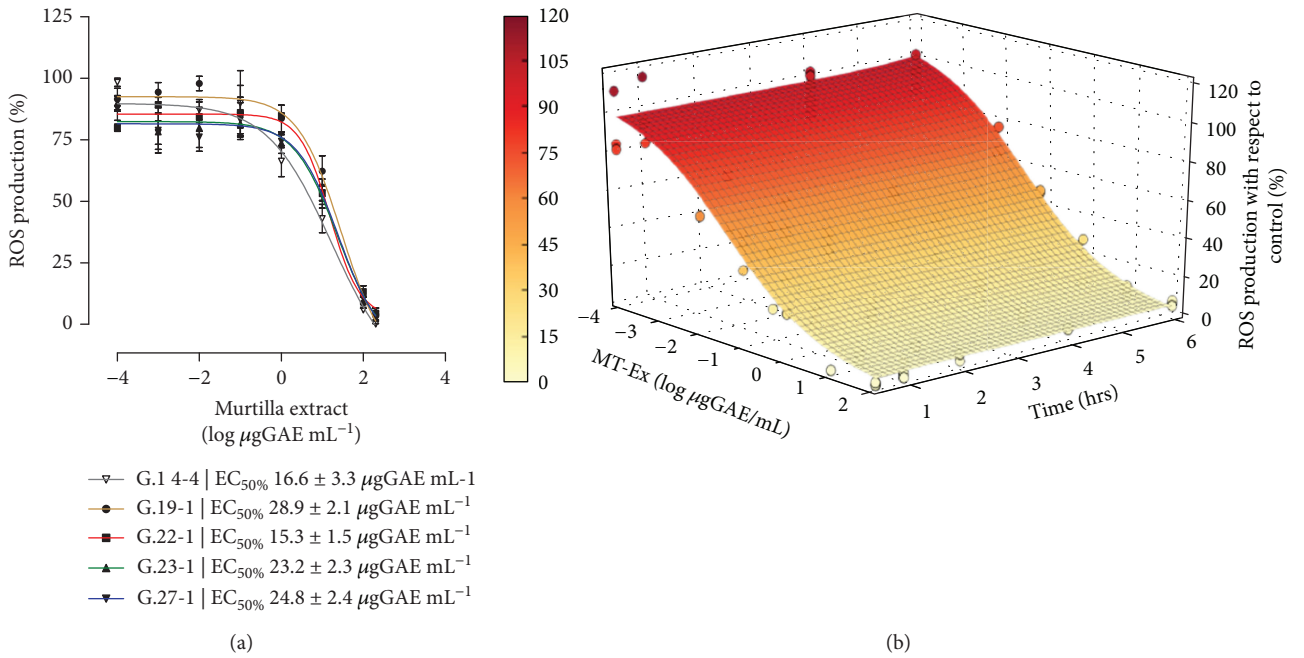 125
100
75
50
25
0
ROS production (%)
−4
−2
0
2
4
Murtilla extract
(log μgGAE mL−1)
G.1 4-4 | EC50% 16.6 ± 3.3 μgGAE mL-1
G.19-1 | EC50% 28.9 ± 2.1 μgGAE mL−1
G.22-1 | EC50% 15.3 ± 1.5 μgGAE mL−1
G.23-1 | EC50% 23.2 ± 2.3 μgGAE mL−1
G.27-1 | EC50% 24.8 ± 2.4 μgGAE mL−1
(a)
120
105
90
75
60
45
30
15
0
−4
−3
−2
−1
0
1
2
MT-Ex (log μgGAE/mL)
1
2
3
4
5
6
Time (hrs)
120
100
80
60
40
20
0
ROS production with respect to
control (%)
(b)